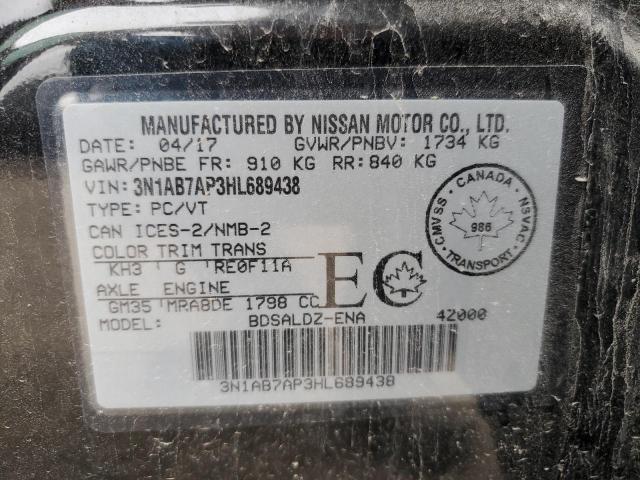 MANUFACTURED BY NISSAN MOTOR CO., LTD.
DATE: 04/17 GVWR/PNBV: 1734 KG
GAWR/PNBE FR: 910 KG RR: 840 KG
VIN: 3N1AB7AP3HL689438
TYPE: PC/VT
CAN ICES-2/NMB-2
COLOR TRIM TRANS
KH3 G RE0F11A
AXLE ENGINE
GM35 MRA8DE 1798 CC
MODEL: BDSALDZ-ENA 42000
3N1AB7AP3HL689438
EC
CMVSS - CANADA - NSVAC
986
TRANSPORT